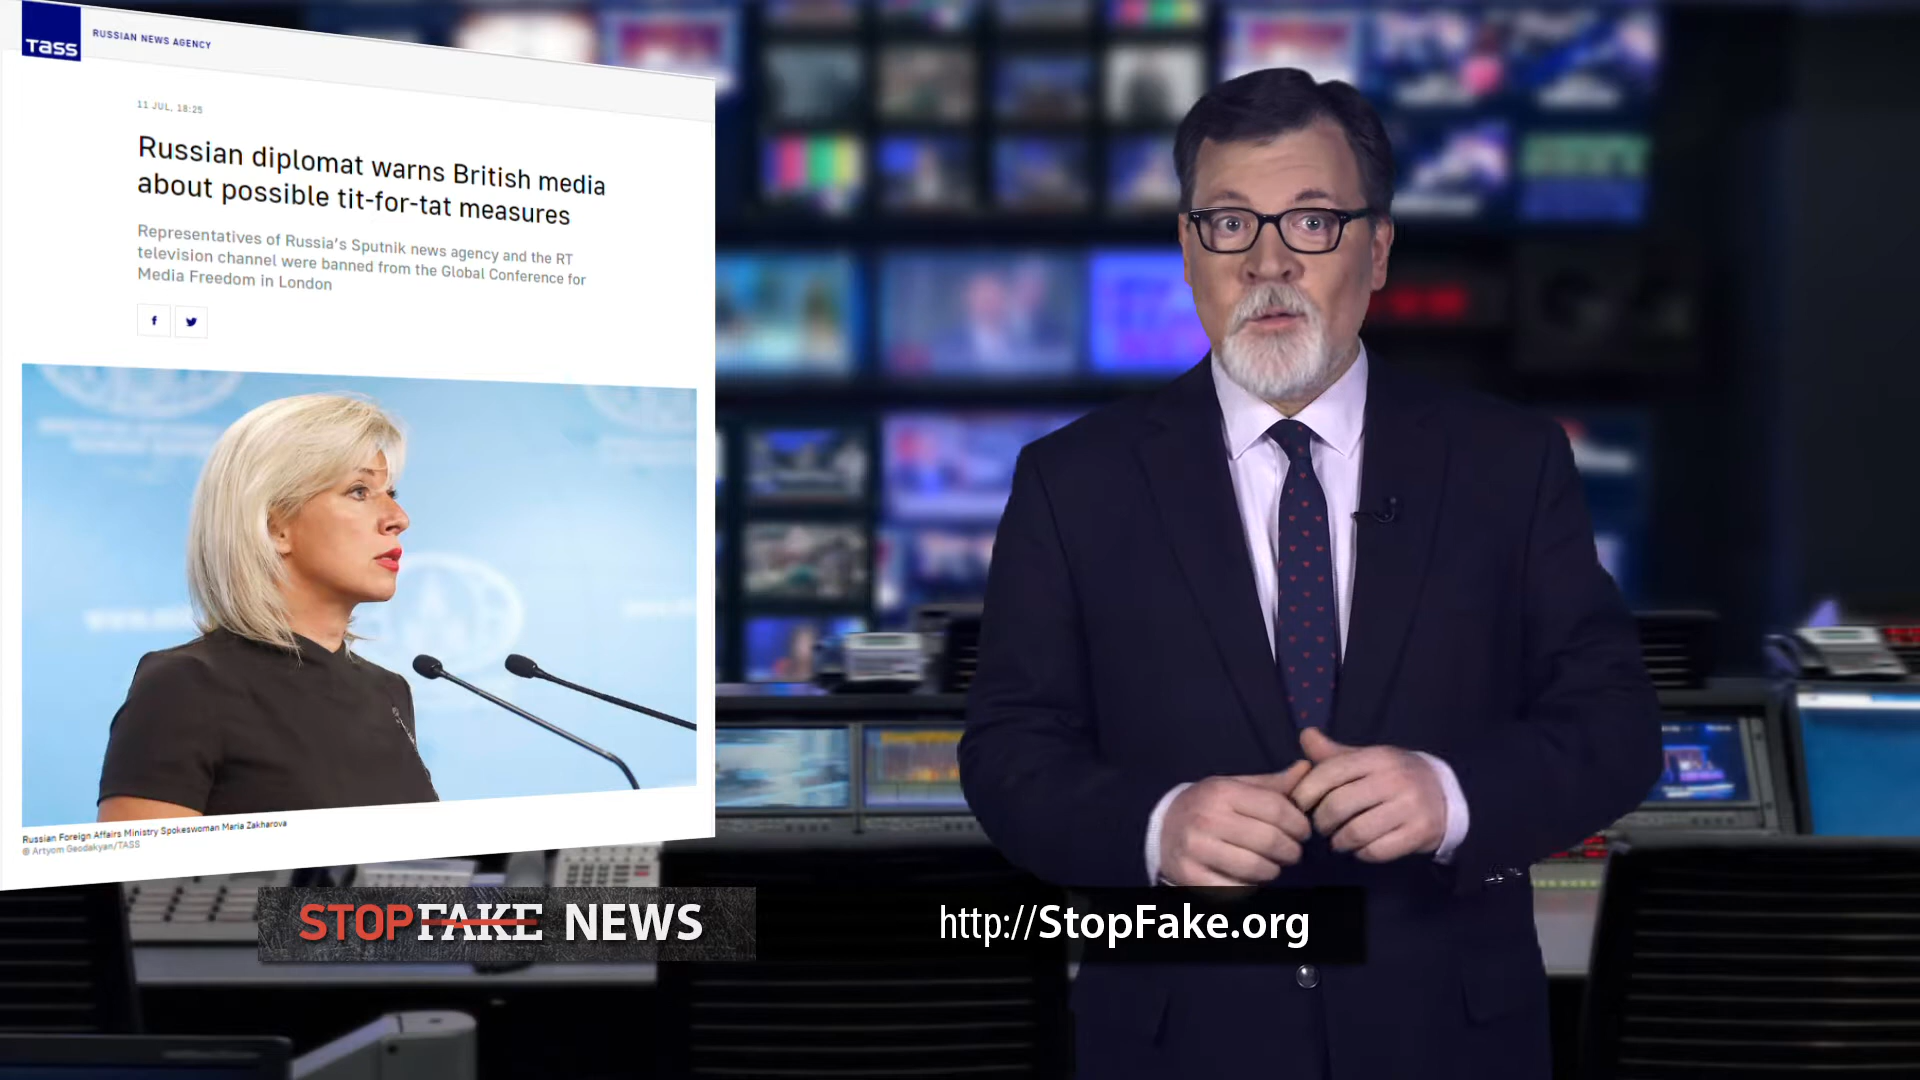 Tass
RUSSIAN NEWS AGENCY
11 JUL, 18:25
Russian diplomat warns British media
about possible tit-for-tat measures
Representatives of Russia's Sputnik news agency and the RT
television channel were banned from the Global Conference for
Media Freedom in London
f
Russian Foreign Affairs Ministry Spokeswoman Maria Zakharova
© Artyom Geodakyan/TASS
STOPFAKE NEWS
http://StopFake.org